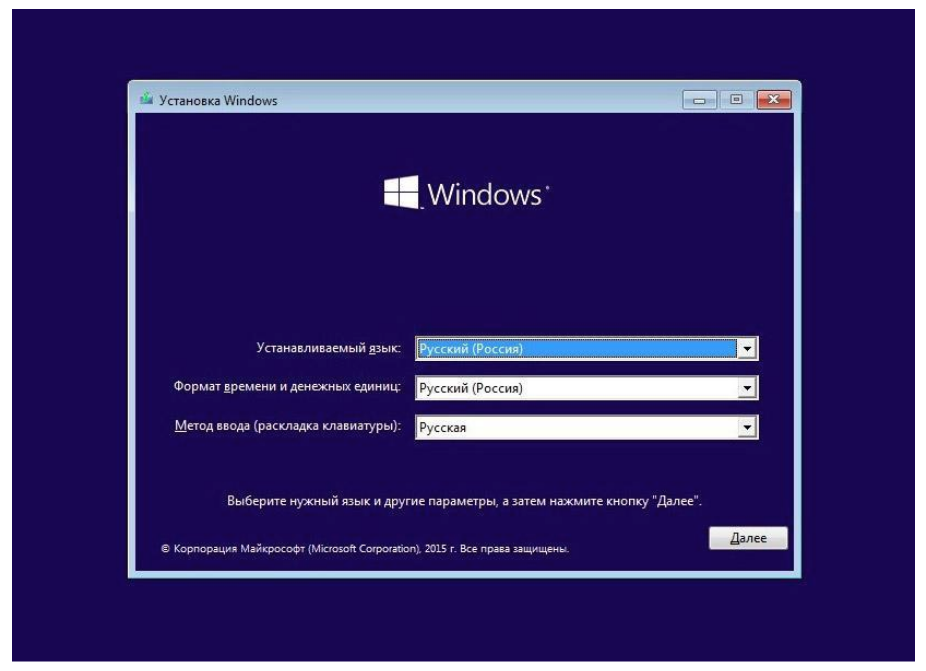 Установка Windows
Windows
Устанавливаемый язык: Русский (Россия)
Формат времени и денежных единиц: Русский (Россия)
Метод ввода (раскладка клавиатуры): Русская
Выберите нужный язык и другие параметры, а затем нажмите кнопку "Далее".
Далее
© Корпорация Майкрософт (Microsoft Corporation), 2015 г. Все права защищены.